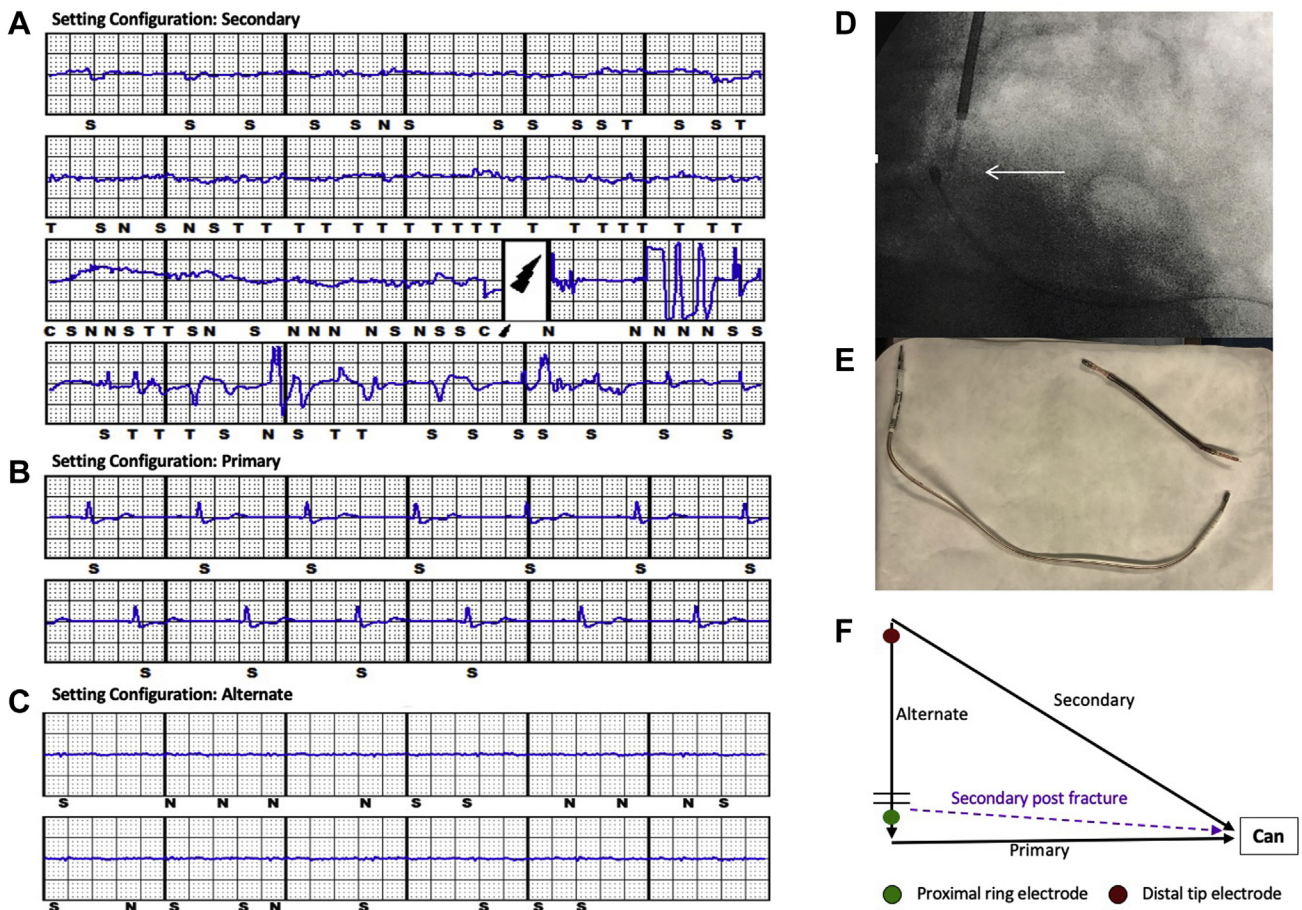 A
Setting Configuration: Secondary
S S S S S N S S S S S T S S T
T S N S N S T T T T T T T T T T T T T T T T T T T
C S N N S T T S N S N N N N S N S S C N N N N N S S
S T T T S N S T T S S S S S S S
B
Setting Configuration: Primary
S S S S S S S
S S S S
C
Setting Configuration: Alternate
S N N N N S S N N N S
S N S S N S S S
D
E
F
Alternate
Secondary
Secondary post fracture
Primary
Can
Proximal ring electrode
Distal tip electrode